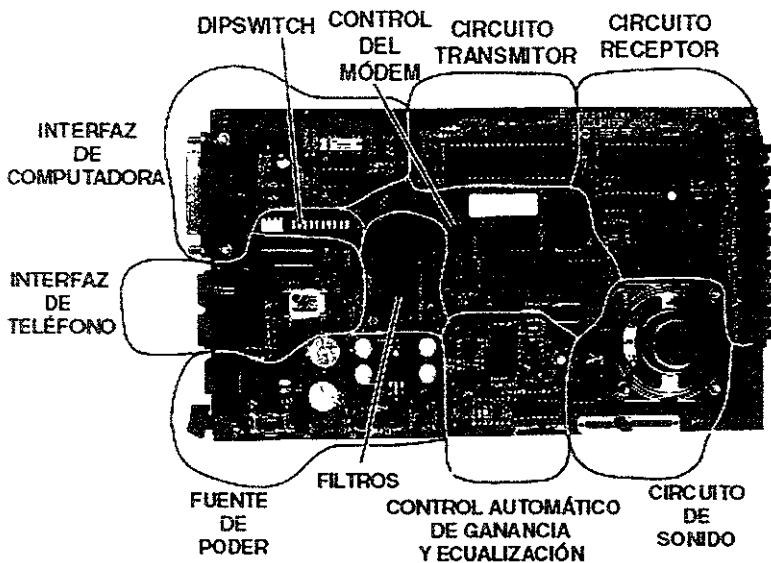 DIPSWITCH
CONTROL
DEL
MÓDEM
CIRCUITO
TRANSMITOR
CIRCUITO
RECEPTOR
INTERFAZ
DE
COMPUTADORA
INTERFAZ
DE
TELÉFONO
FUENTE
DE
PODER
FILTROS
CONTROL AUTOMÁTICO
DE GANANCIA
Y ECUALIZACIÓN
CIRCUITO
DE
SONIDO